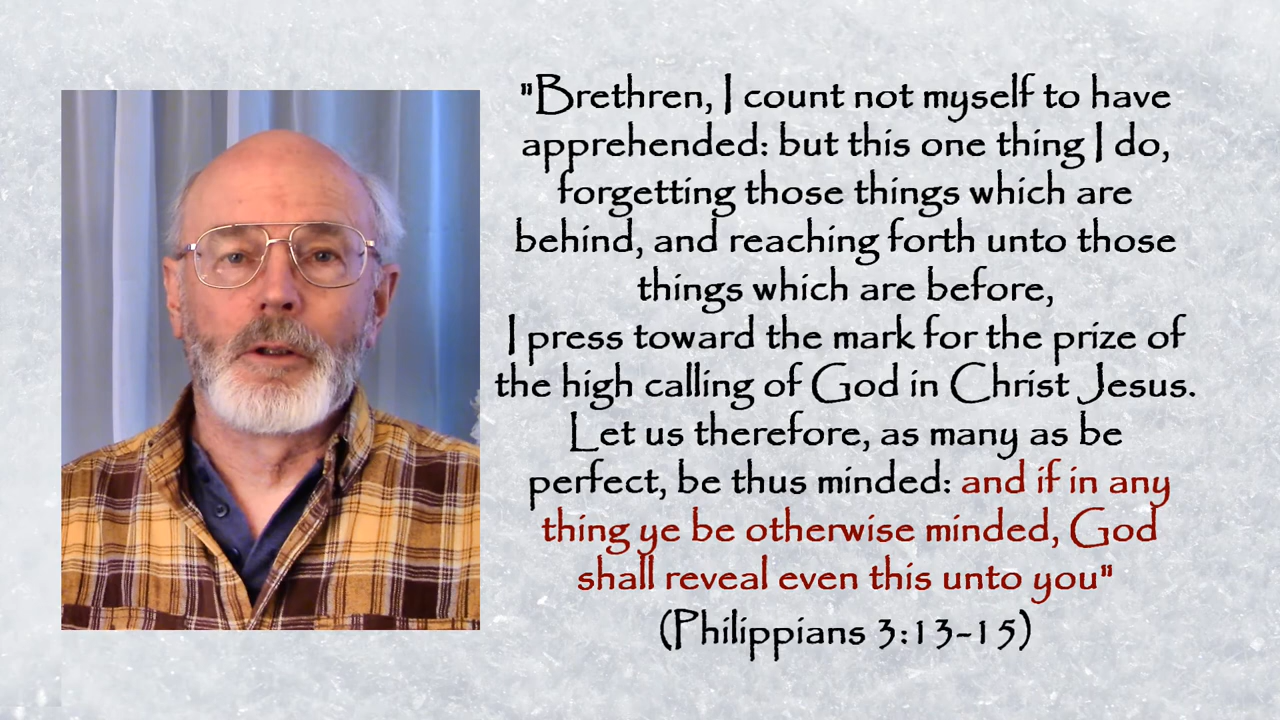 "Brethren, I count not myself to have
apprehended: but this one thing I do,
forgetting those things which are
behind, and reaching forth unto those
things which are before,
I press toward the mark for the prize of
the high calling of God in Christ Jesus.
Let us therefore, as many as be
perfect, be thus minded: and if in any
thing ye be otherwise minded, God
shall reveal even this unto you"
(Philippians 3:13-15)